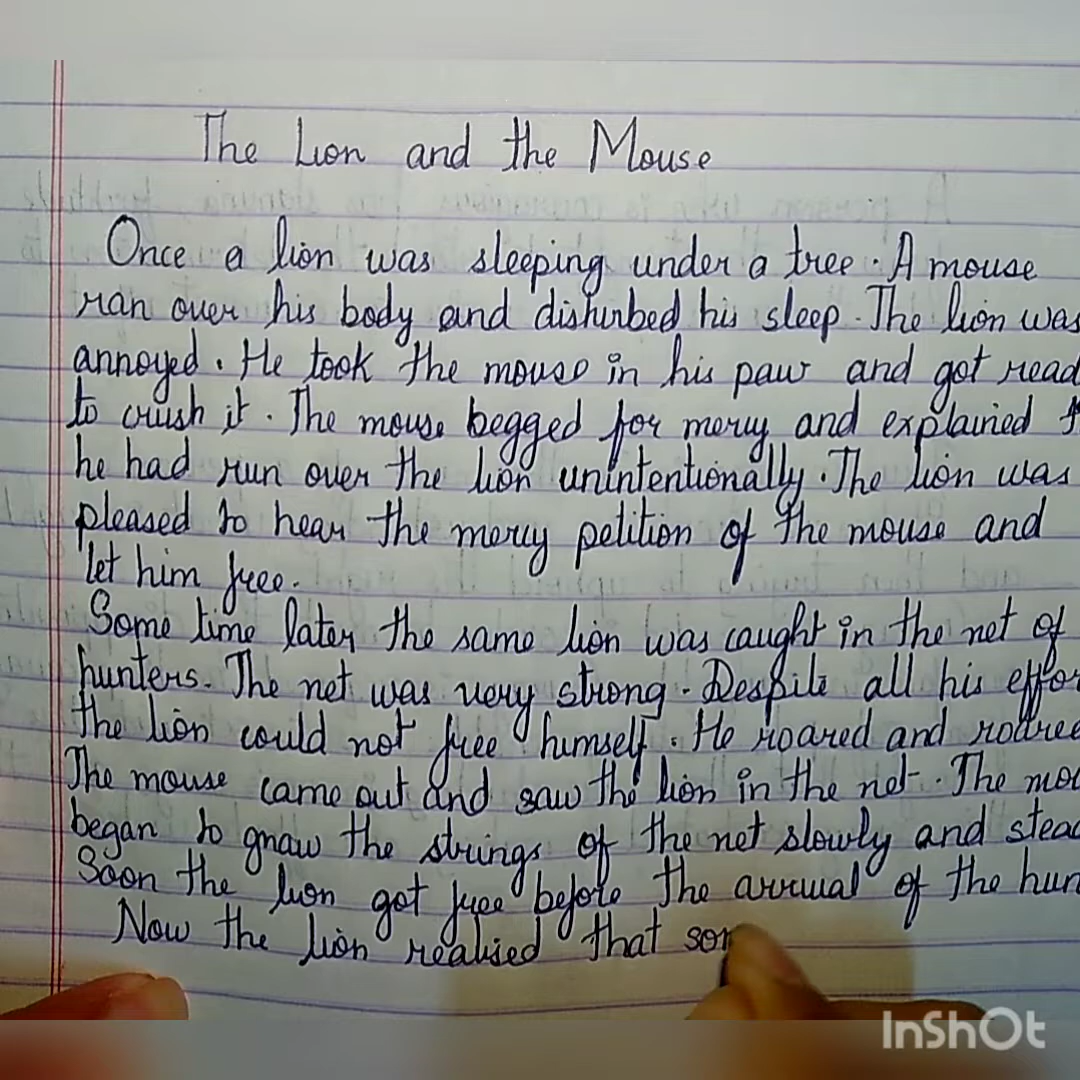 The Lion and the Mouse
Once a lion was sleeping under a tree. A mouse
ran over his body and disturbed his sleep. The lion was
annoyed. He took the mouse in his paw and got read
to crush it. The mouse begged for mercy and explained
he had run over the lion unintentionally. The lion was
pleased to hear the mercy petition of the mouse and
let him free.
Some time later the same lion was caught in the net of
hunters. The net was very strong. Despite all his effor
the lion could not free himself. He roared and roared
The mouse came out and saw the lion in the net. The mou
began to gnaw the strings of the net slowly and stead
Soon the lion got free before the arrival of the hun
Now the lion realised that som
InShOt